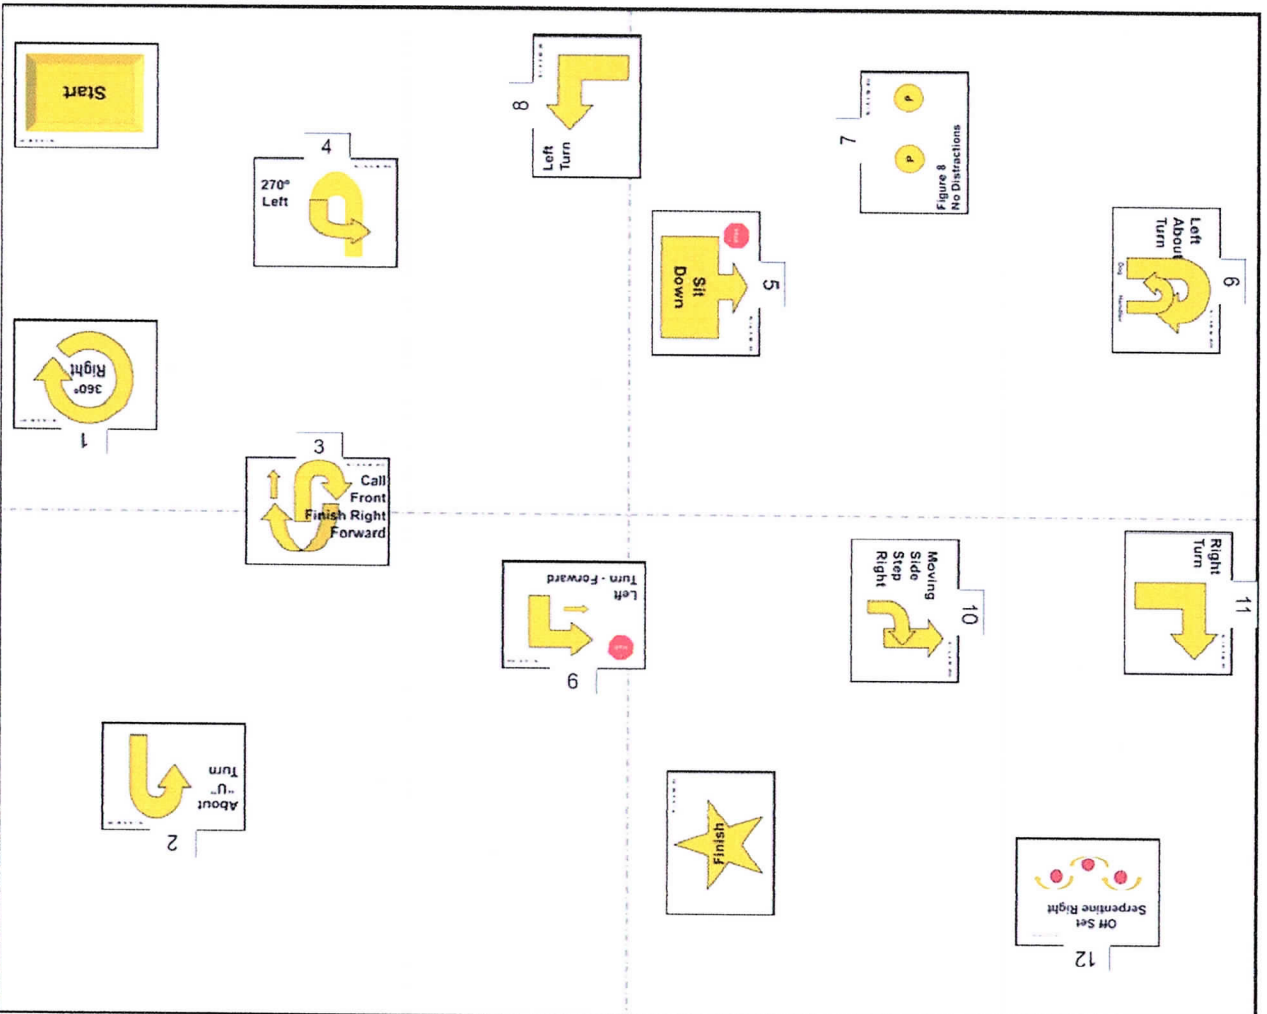 Start
1
360°
Right
2
About
"U"
Turn
3
Call
Front
Finish Right
Forward
4
270°
Left
5
Sit
Down
6
Left
About
Turn
Dog
Handler
7
P
P
Figure 8
No Distractions
8
Left
Turn
9
Left
Turn - Forward
10
Moving
Side
Step
Right
11
Right
Turn
12
Off Set
Serpentine Right
Finish